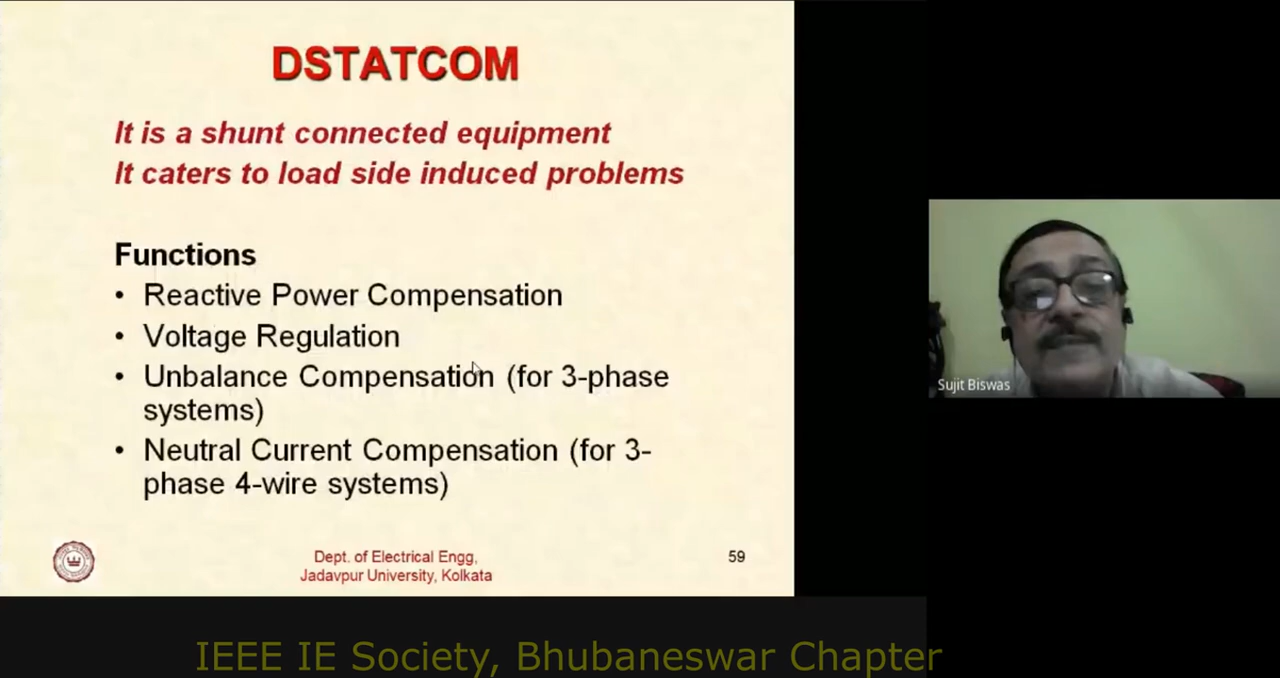 DSTATCOM
It is a shunt connected equipment
It caters to load side induced problems
Functions
• Reactive Power Compensation
• Voltage Regulation
• Unbalance Compensation (for 3-phase
systems)
• Neutral Current Compensation (for 3-
phase 4-wire systems)
Dept. of Electrical Engg,
Jadavpur University, Kolkata
59
Sujit Biswas
IEEE IE Society, Bhubaneswar Chapter